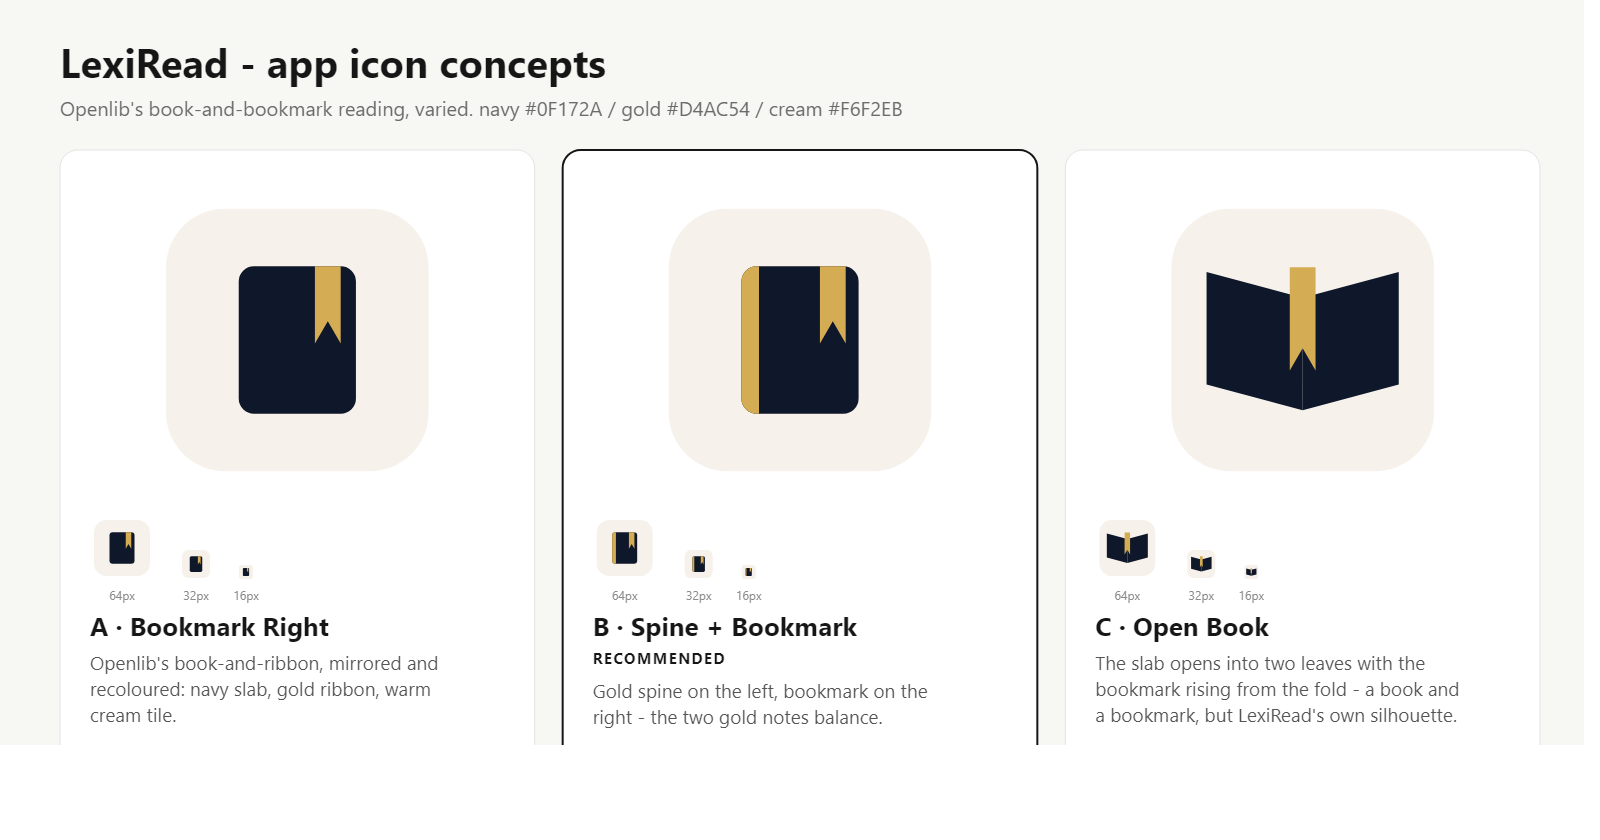 LexiRead - app icon concepts
Openlib's book-and-bookmark reading, varied. navy #0F172A / gold #D4AC54 / cream #F6F2EB
64px 32px 16px
A · Bookmark Right
Openlib's book-and-ribbon, mirrored and
recoloured: navy slab, gold ribbon, warm
cream tile.
64px 32px 16px
B · Spine + Bookmark
RECOMMENDED
Gold spine on the left, bookmark on the
right - the two gold notes balance.
64px 32px 16px
C · Open Book
The slab opens into two leaves with the
bookmark rising from the fold - a book and
a bookmark, but LexiRead's own silhouette.